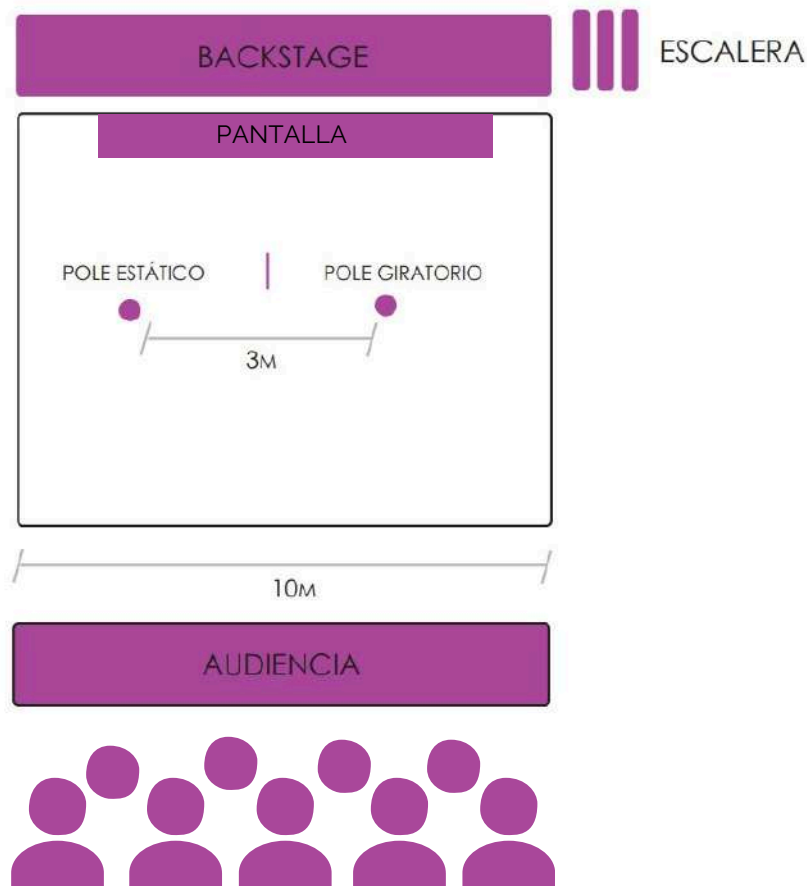 BACKSTAGE
ESCALERA
PANTALLA
POLE ESTÁTICO
POLE GIRATORIO
3M
10M
AUDIENCIA